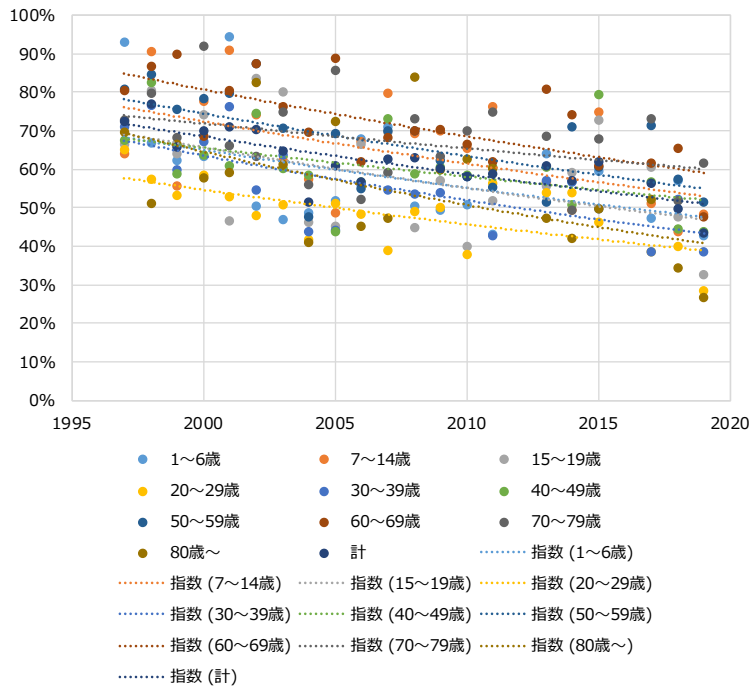 100%
90%
80%
70%
60%
50%
40%
30%
20%
10%
0%
1995 2000 2005 2010 2015 2020
1～6歳 7～14歳 15～19歳
20～29歳 30～39歳 40～49歳
50～59歳 60～69歳 70～79歳
80歳～ 計 指数 (1～6歳)
指数 (7～14歳) 指数 (15～19歳) 指数 (20～29歳)
指数 (30～39歳) 指数 (40～49歳) 指数 (50～59歳)
指数 (60～69歳) 指数 (70～79歳) 指数 (80歳～)
指数 (計)